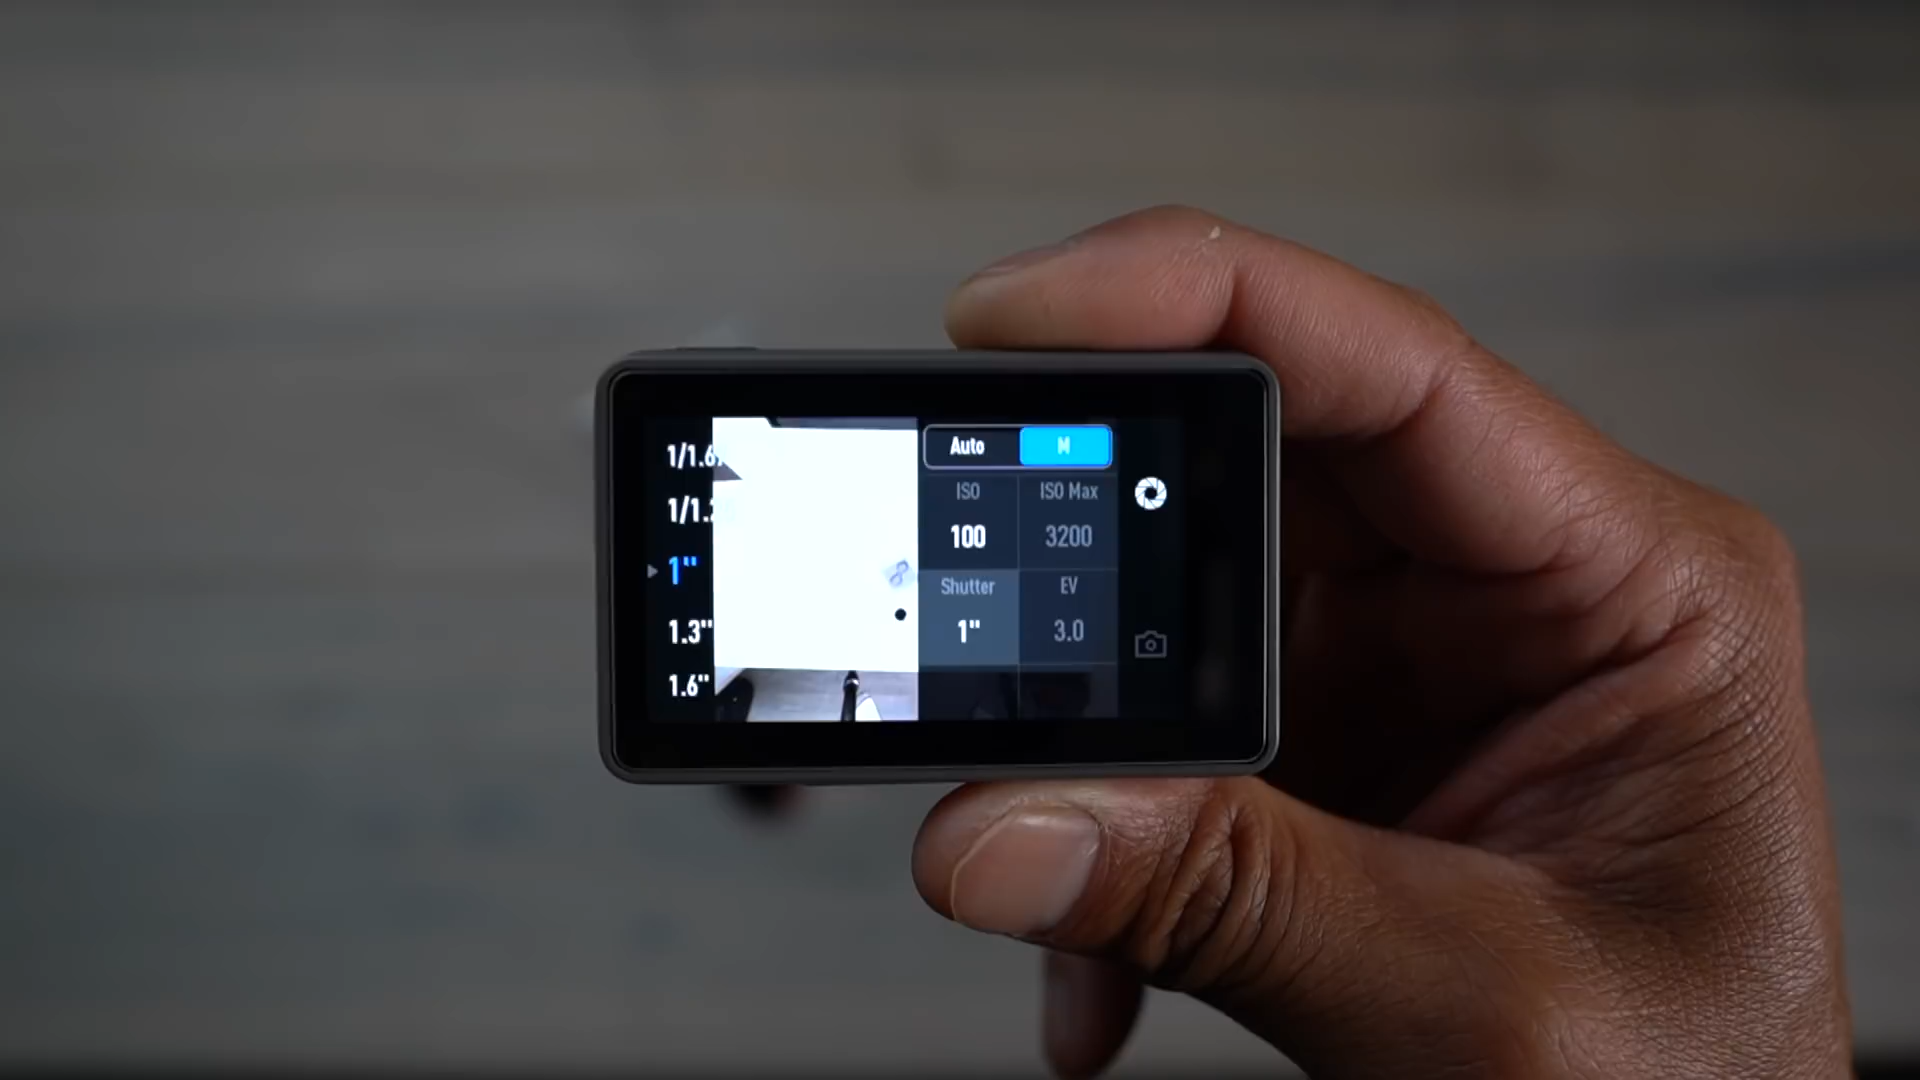 1/1.6
1/1.2
1"
1.3"
1.6"
Auto M
ISO ISO Max
100 3200
Shutter EV
1" 3.0